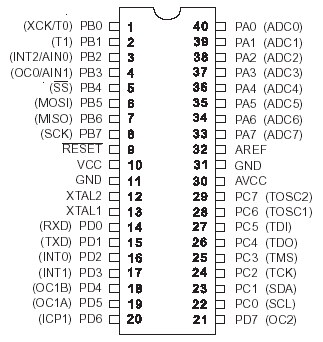 (XCK/T0) PB0 1 40 PA0 (ADC0)
(T1) PB1 2 39 PA1 (ADC1)
(INT2/AIN0) PB2 3 38 PA2 (ADC2)
(OC0/AIN1) PB3 4 37 PA3 (ADC3)
(SS) PB4 5 36 PA4 (ADC4)
(MOSI) PB5 6 35 PA5 (ADC5)
(MISO) PB6 7 34 PA6 (ADC6)
(SCK) PB7 8 33 PA7 (ADC7)
RESET 9 32 AREF
VCC 10 31 GND
GND 11 30 AVCC
XTAL2 12 29 PC7 (TOSC2)
XTAL1 13 28 PC6 (TOSC1)
(RXD) PD0 14 27 PC5 (TDI)
(TXD) PD1 15 26 PC4 (TDO)
(INT0) PD2 16 25 PC3 (TMS)
(INT1) PD3 17 24 PC2 (TCK)
(OC1B) PD4 18 23 PC1 (SDA)
(OC1A) PD5 19 22 PC0 (SCL)
(ICP1) PD6 20 21 PD7 (OC2)